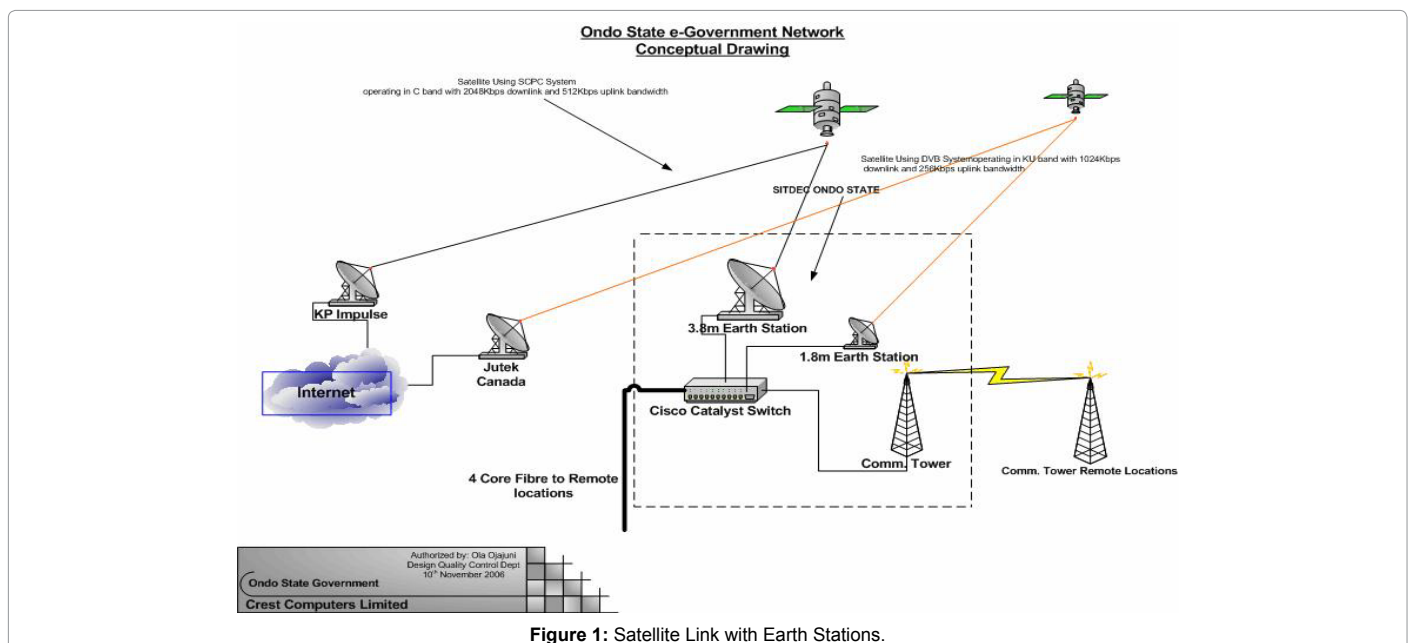 Ondo State e-Government Network
Conceptual Drawing
Satellite Using SCPC System
operating in C band with 2048Kbps downlink and 512Kbps uplink bandwidth
Satellite Using DVB Systemoperating in KU band with 1024Kbps
downlink and 256Kbps uplink bandwidth
SITDEC ONDO STATE
KP Impulse
3.8m Earth Station
Jutek
Canada
1.8m Earth Station
Internet
Cisco Catalyst Switch
Comm. Tower
Comm. Tower Remote Locations
4 Core Fibre to Remote
locations
Authorized by: Ola Ojajuni
Design Quality Control Dept
10th November 2006
Ondo State Government
Crest Computers Limited
Figure 1: Satellite Link with Earth Stations.